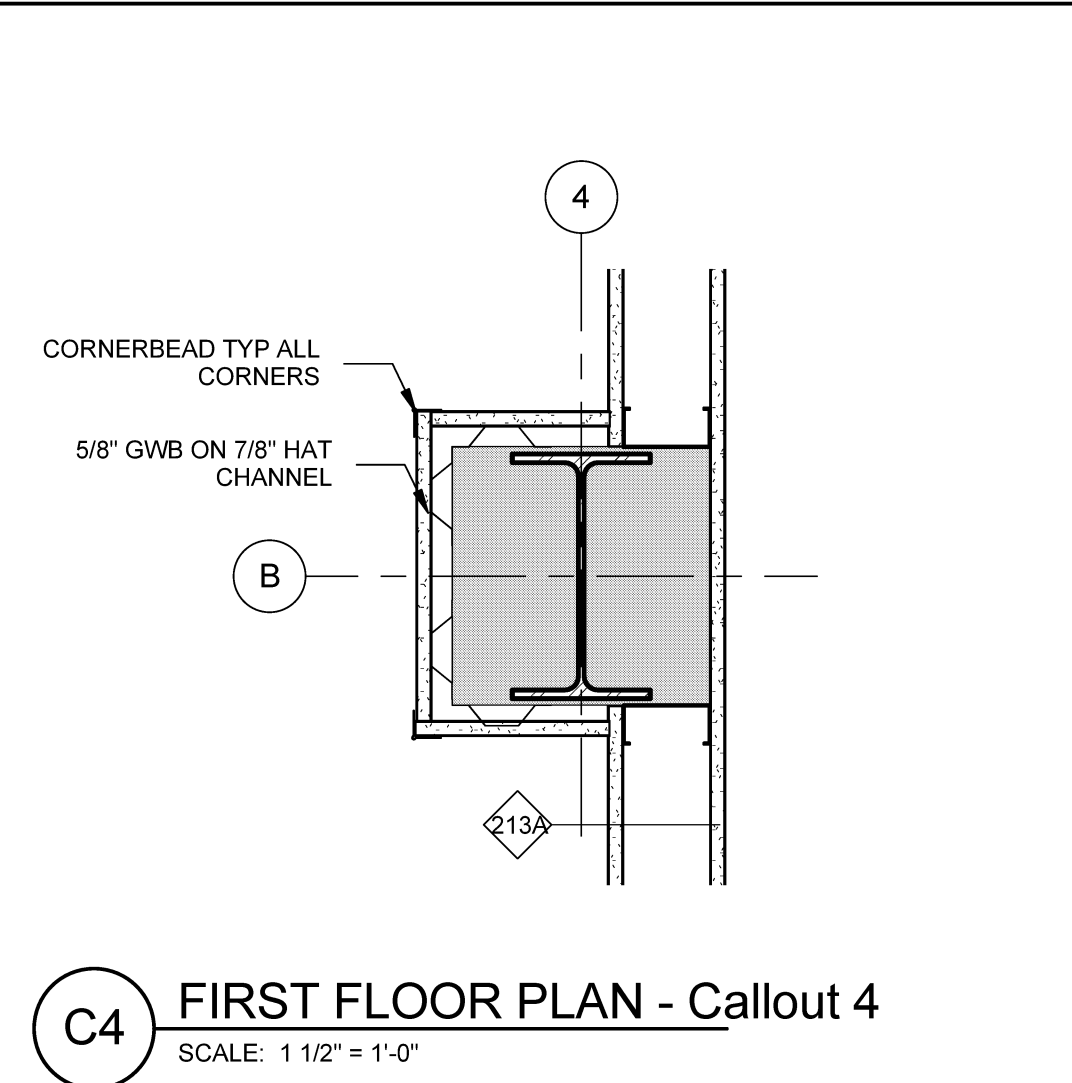 4
CORNERBEAD TYP ALL
CORNERS
5/8" GWB ON 7/8" HAT
CHANNEL
B
213A
C4
FIRST FLOOR PLAN - Callout 4
SCALE: 1 1/2" = 1'-0"